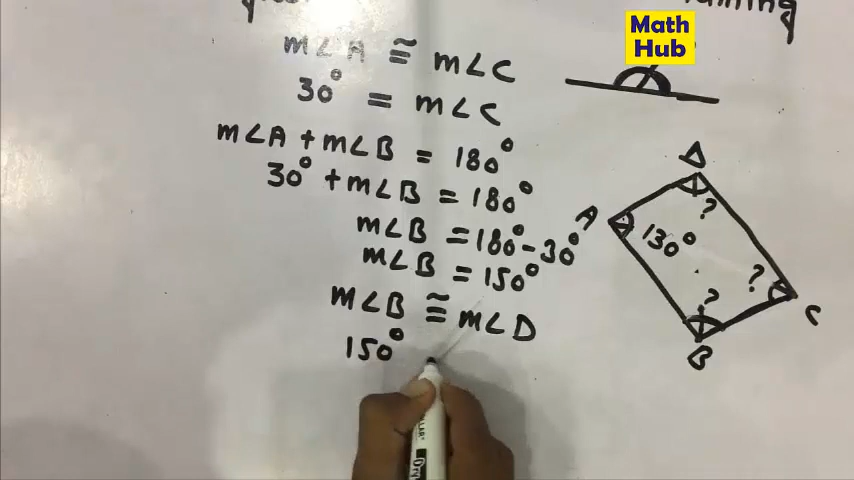 Math
Hub
m∠A ≅ m∠C
30° = m∠C
m∠A + m∠B = 180°
30° + m∠B = 180°
m∠B = 180° - 30°
m∠B = 150°
m∠B ≅ m∠D
150°
D
?
A
130°
?
C
?
B